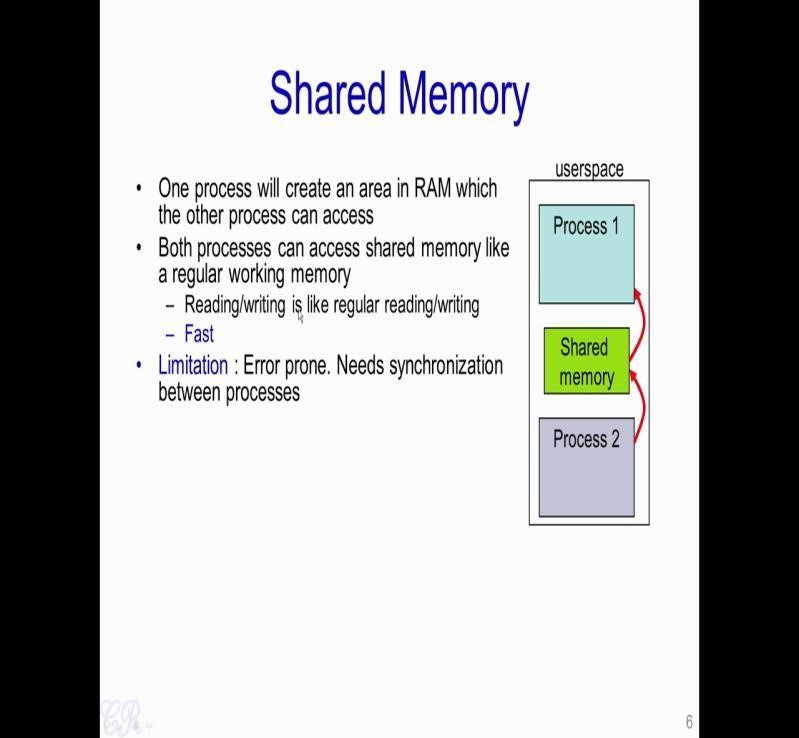 Shared Memory
• One process will create an area in RAM which
the other process can access
• Both processes can access shared memory like
a regular working memory
– Reading/writing is like regular reading/writing
– Fast
• Limitation : Error prone. Needs synchronization
between processes
userspace
Process 1
Shared
memory
Process 2
6